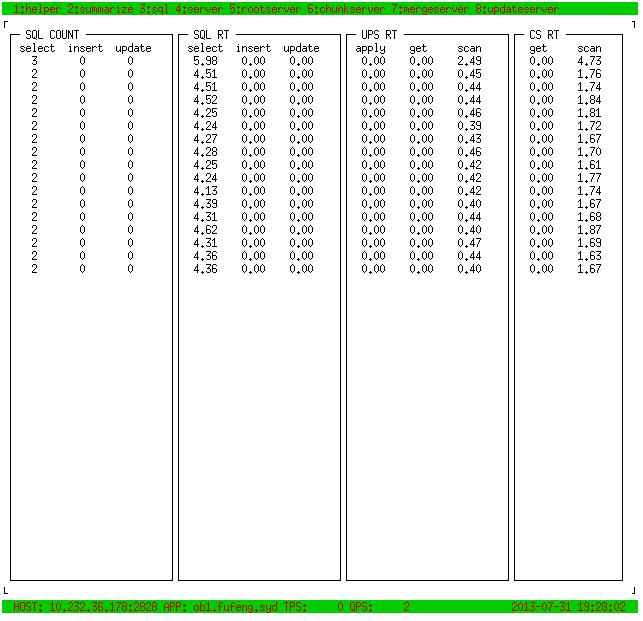 1:helper 2:summarize 3:sql 4:server 5:rootserver 6:chunkserver 7:mergeserver 8:updateserver
SQL COUNT SQL RT UPS RT CS RT
select insert update select insert update apply get scan get scan
3 0 0 5.98 0.00 0.00 0.00 0.00 2.49 0.00 4.73
2 0 0 4.51 0.00 0.00 0.00 0.00 0.45 0.00 1.76
2 0 0 4.51 0.00 0.00 0.00 0.00 0.44 0.00 1.74
2 0 0 4.52 0.00 0.00 0.00 0.00 0.44 0.00 1.84
2 0 0 4.25 0.00 0.00 0.00 0.00 0.46 0.00 1.81
2 0 0 4.24 0.00 0.00 0.00 0.00 0.39 0.00 1.72
2 0 0 4.27 0.00 0.00 0.00 0.00 0.43 0.00 1.67
2 0 0 4.28 0.00 0.00 0.00 0.00 0.46 0.00 1.70
2 0 0 4.25 0.00 0.00 0.00 0.00 0.42 0.00 1.61
2 0 0 4.24 0.00 0.00 0.00 0.00 0.42 0.00 1.77
2 0 0 4.13 0.00 0.00 0.00 0.00 0.42 0.00 1.74
2 0 0 4.39 0.00 0.00 0.00 0.00 0.40 0.00 1.67
2 0 0 4.31 0.00 0.00 0.00 0.00 0.44 0.00 1.68
2 0 0 4.62 0.00 0.00 0.00 0.00 0.40 0.00 1.87
2 0 0 4.31 0.00 0.00 0.00 0.00 0.47 0.00 1.69
2 0 0 4.36 0.00 0.00 0.00 0.00 0.44 0.00 1.63
2 0 0 4.36 0.00 0.00 0.00 0.00 0.40 0.00 1.67
HOST: 10.232.36.178:2828 APP: ob1.fufeng.syd TPS: 0 QPS: 2 2013-07-31 19:28:02